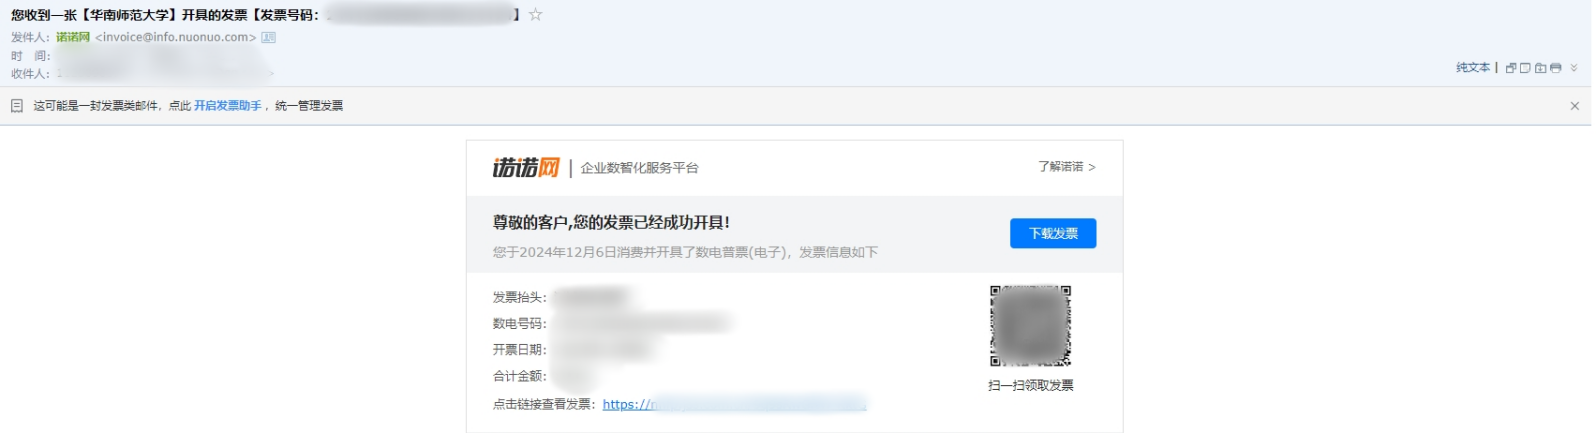 您收到一张【华南师范大学】开具的发票【发票号码： 】 ☆
发件人：诺诺网 <invoice@info.nuonuo.com>
时 间：
收件人：
纯文本 |
这可能是一封发票类邮件，点此 开启发票助手 ，统一管理发票 ×
诺诺网 | 企业数智化服务平台 了解诺诺 >
尊敬的客户,您的发票已经成功开具!
下载发票
您于2024年12月6日消费并开具了数电普票(电子)，发票信息如下
发票抬头：
数电号码：
开票日期：
合计金额：
扫一扫领取发票
点击链接查看发票：https://